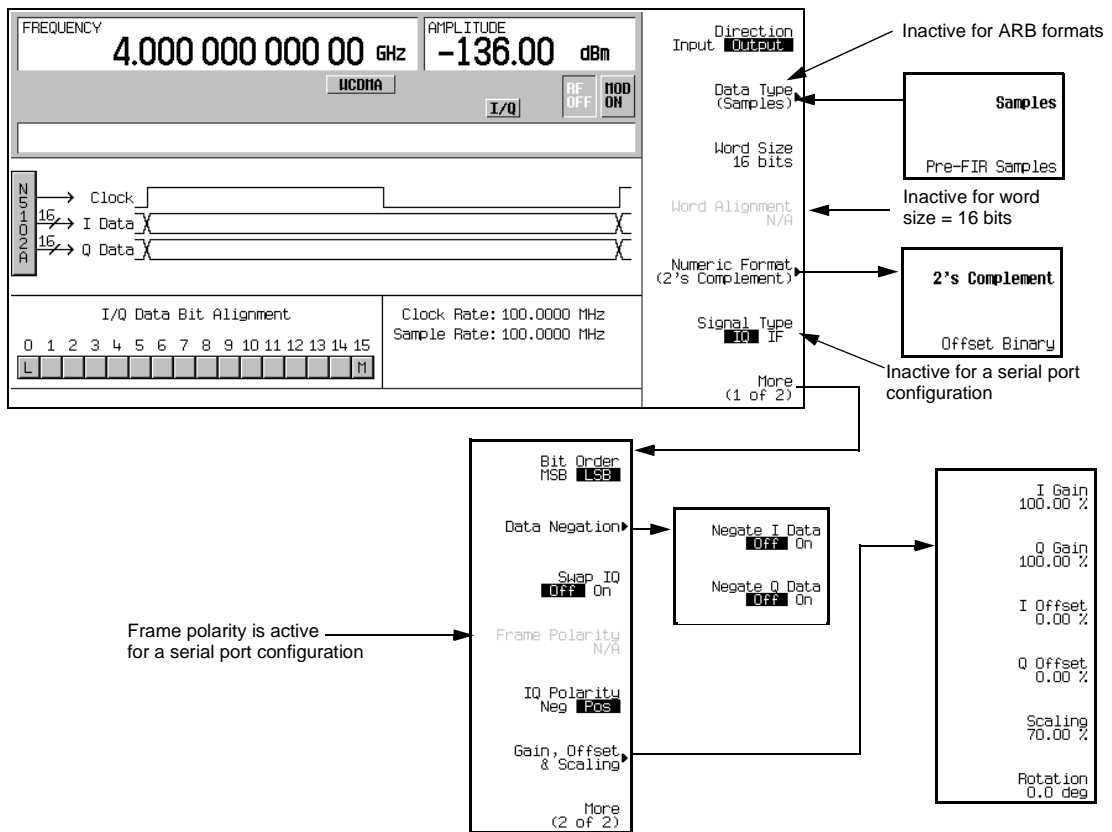 FREQUENCY
4.000 000 000 00 GHz
AMPLITUDE
-136.00 dBm
WCDMA
I/Q
RF OFF
MOD ON
N5102A
Clock
16 I Data
16 Q Data
I/Q Data Bit Alignment
0 1 2 3 4 5 6 7 8 9 10 11 12 13 14 15
L M
Clock Rate: 100.0000 MHz
Sample Rate: 100.0000 MHz
Direction
Input Output
Data Type
(Samples)
Word Size
16 bits
Word Alignment
N/A
Numeric Format
(2's Complement)
Signal Type
IQ IF
More
(1 of 2)
Inactive for ARB formats
Samples
Pre-FIR Samples
Inactive for word
size = 16 bits
2's Complement
Offset Binary
Inactive for a serial port
configuration
Bit Order
MSB LSB
Data Negation
Swap IQ
Off On
Frame Polarity
N/A
IQ Polarity
Neg Pos
Gain, Offset
& Scaling
More
(2 of 2)
Frame polarity is active
for a serial port configuration
Negate I Data
Off On
Negate Q Data
Off On
I Gain
100.00 %
Q Gain
100.00 %
I Offset
0.00 %
Q Offset
0.00 %
Scaling
70.00 %
Rotation
0.0 deg